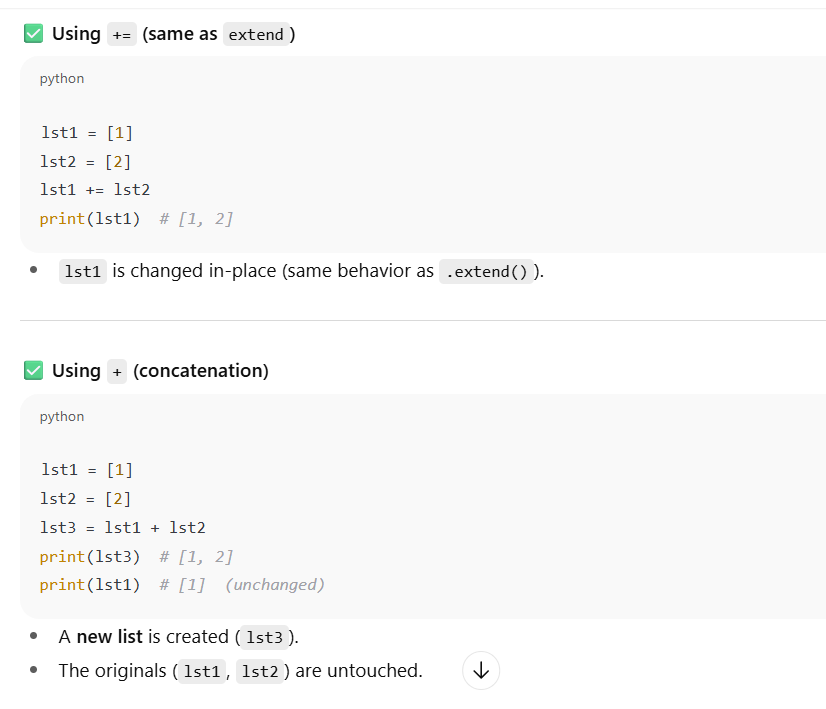 Using += (same as extend)
python
lst1 = [1]
lst2 = [2]
lst1 += lst2
print(lst1)  # [1, 2]
lst1 is changed in-place (same behavior as .extend()).
Using + (concatenation)
python
lst1 = [1]
lst2 = [2]
lst3 = lst1 + lst2
print(lst3)  # [1, 2]
print(lst1)  # [1]  (unchanged)
A new list is created (lst3).
The originals (lst1, lst2) are untouched.